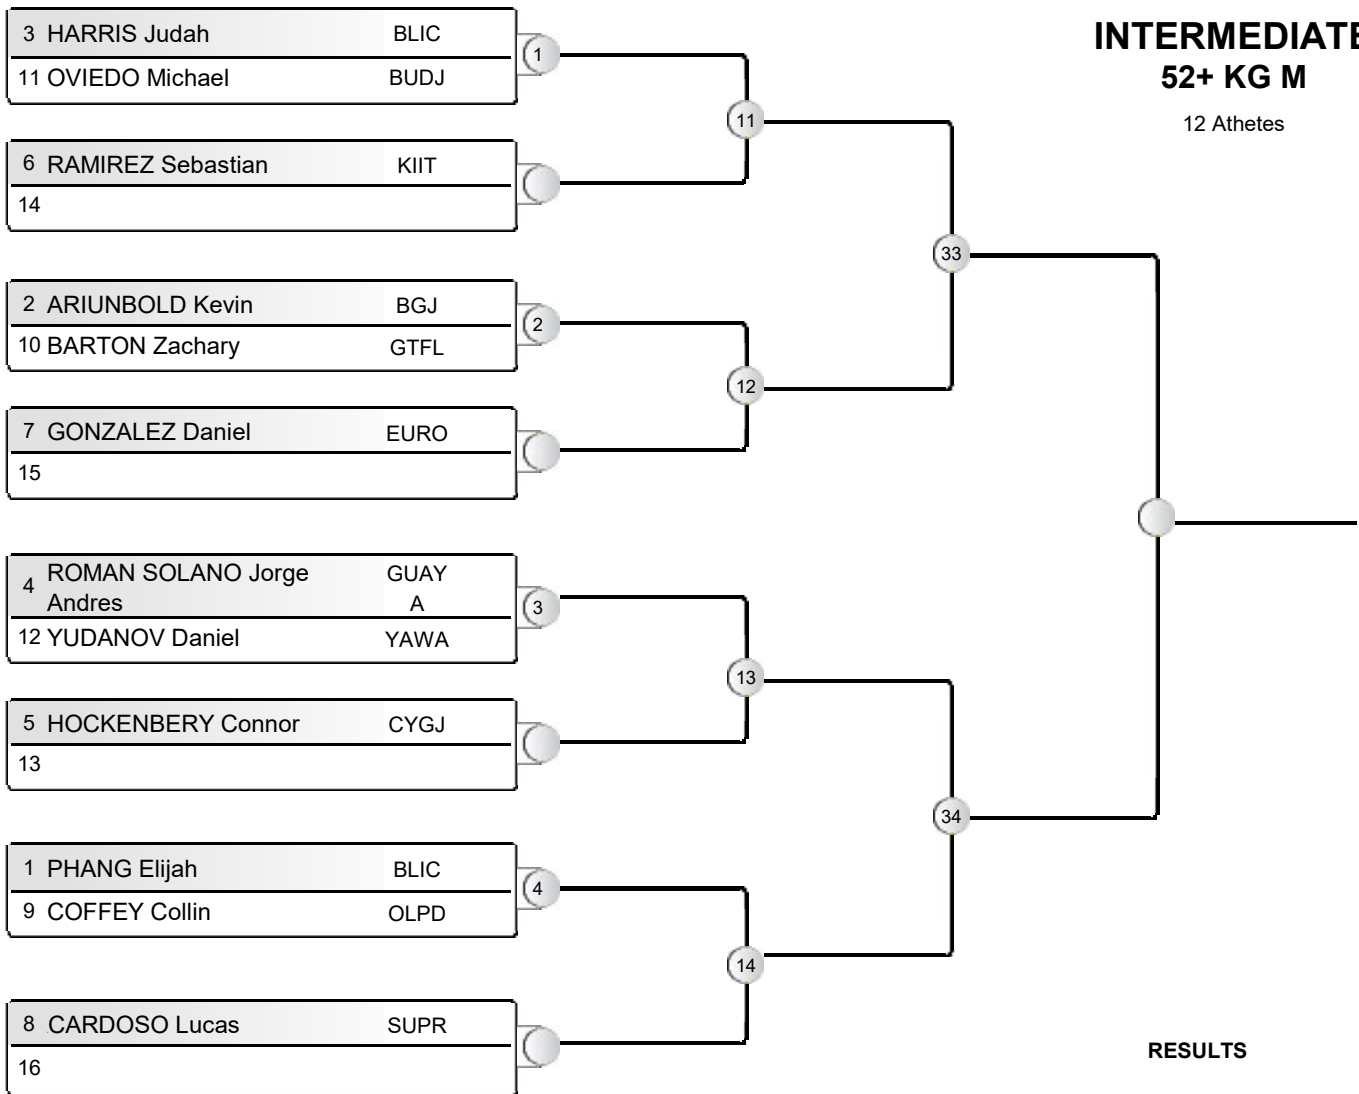 INTERMEDIATE
52+ KG M
12 Athetes
3 HARRIS Judah BLIC
11 OVIEDO Michael BUDJ
1
11
6 RAMIREZ Sebastian KIIT
14
33
2 ARIUNBOLD Kevin BGJ
10 BARTON Zachary GTFL
2
12
7 GONZALEZ Daniel EURO
15
4 ROMAN SOLANO Jorge GUAY
Andres A
12 YUDANOV Daniel YAWA
3
13
5 HOCKENBERY Connor CYGJ
13
34
1 PHANG Elijah BLIC
9 COFFEY Collin OLPD
4
14
8 CARDOSO Lucas SUPR
16
RESULTS